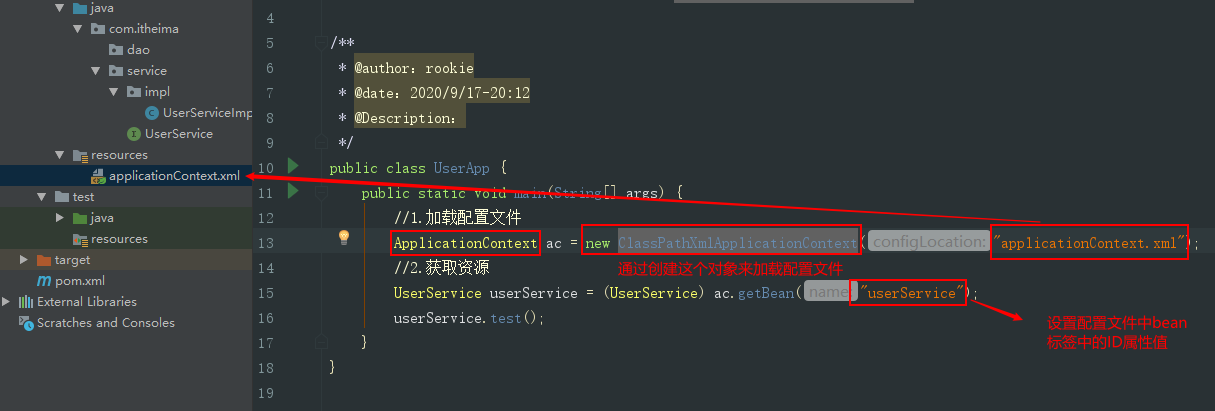 java
com.itheima
dao
service
impl
UserServiceImp
UserService
resources
applicationContext.xml
test
java
resources
target
pom.xml
External Libraries
Scratches and Consoles
4
5 /**
6 * @author：rookie
7 * @date：2020/9/17-20:12
8 * @Description：
9 */
10 public class UserApp {
11 public static void main(String[] args) {
12 //1.加载配置文件
13 ApplicationContext ac = new ClassPathXmlApplicationContext( configLocation: "applicationContext.xml");
通过创建这个对象来加载配置文件
14 //2.获取资源
15 UserService userService = (UserService) ac.getBean( name: "userService");
16 userService.test();
设置配置文件中bean
标签中的ID属性值
17 }
18 }
19